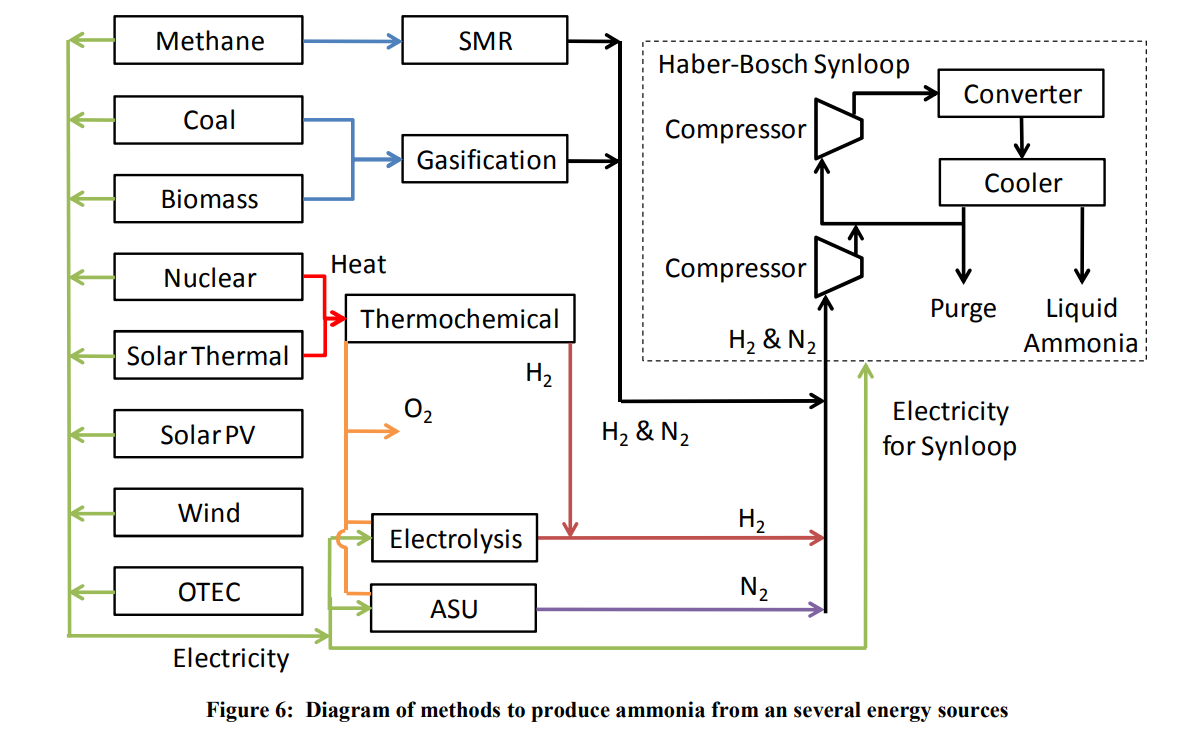 Methane
SMR
Haber-Bosch Synloop
Converter
Compressor
Coal
Gasification
Cooler
Biomass
Nuclear
Heat
Compressor
Thermochemical
Purge
Liquid
Ammonia
Solar Thermal
H₂ & N₂
H₂
O₂
Electricity
for Synloop
Solar PV
H₂ & N₂
Wind
Electrolysis
H₂
OTEC
ASU
N₂
Electricity
Figure 6: Diagram of methods to produce ammonia from an several energy sources